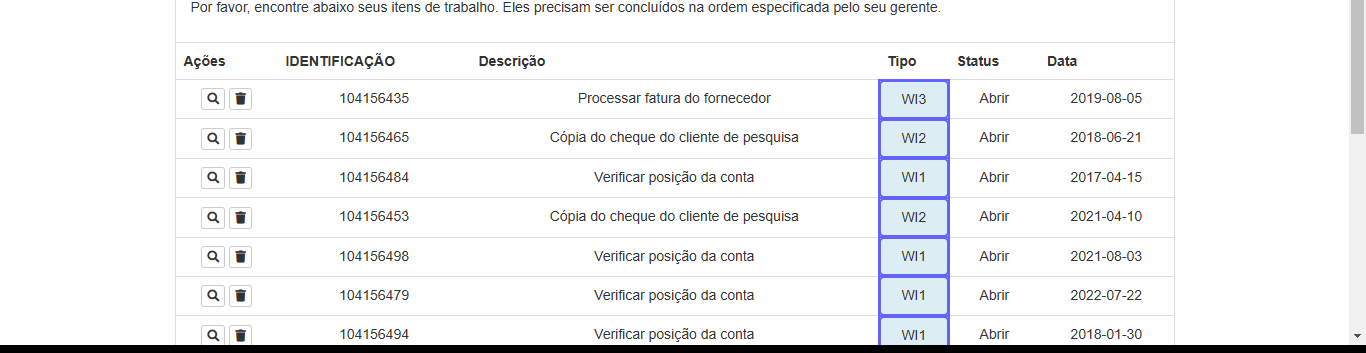 Por favor, encontre abaixo seus itens de trabalho. Eles precisam ser concluídos na ordem especificada pelo seu gerente.
Ações IDENTIFICAÇÃO Descrição Tipo Status Data
104156435 Processar fatura do fornecedor WI3 Abrir 2019-08-05
104156465 Cópia do cheque do cliente de pesquisa WI2 Abrir 2018-06-21
104156484 Verificar posição da conta WI1 Abrir 2017-04-15
104156453 Cópia do cheque do cliente de pesquisa WI2 Abrir 2021-04-10
104156498 Verificar posição da conta WI1 Abrir 2021-08-03
104156479 Verificar posição da conta WI1 Abrir 2022-07-22
104156494 Verificar posição da conta WI1 Abrir 2018-01-30